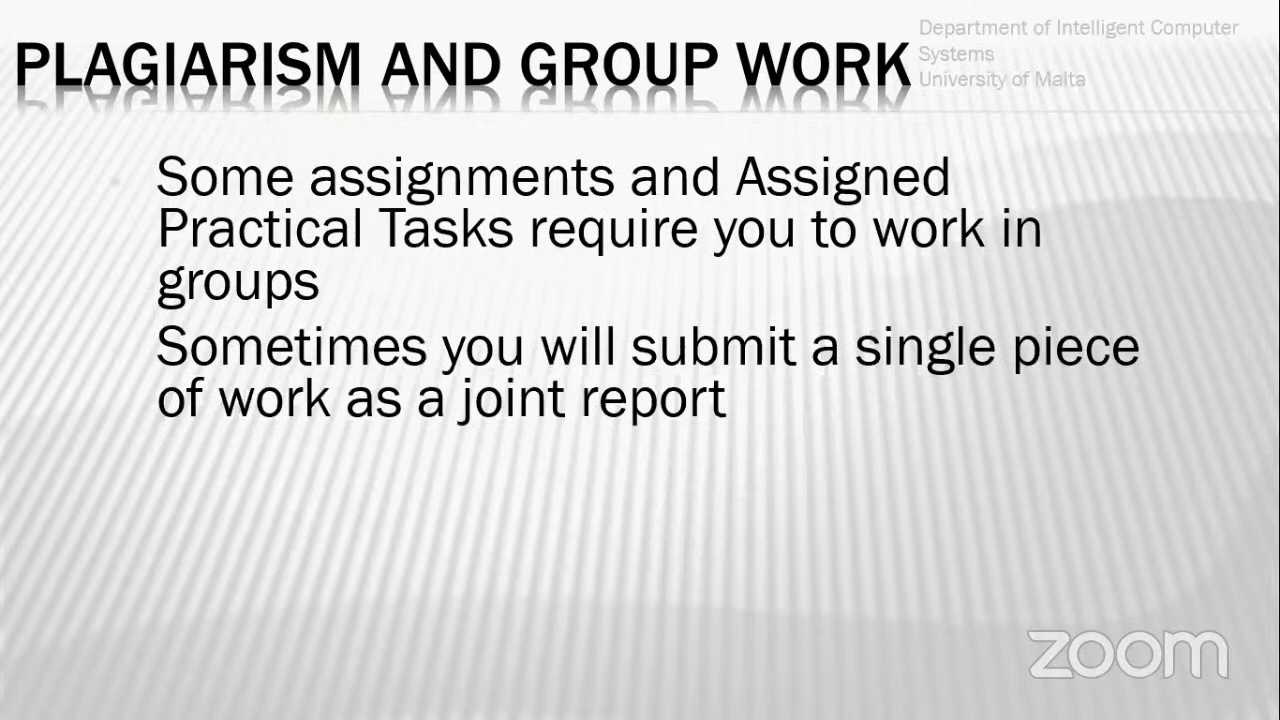 PLAGIARISM AND GROUP WORK
Department of Intelligent Computer
Systems
University of Malta
Some assignments and Assigned
Practical Tasks require you to work in
groups
Sometimes you will submit a single piece
of work as a joint report
zoom